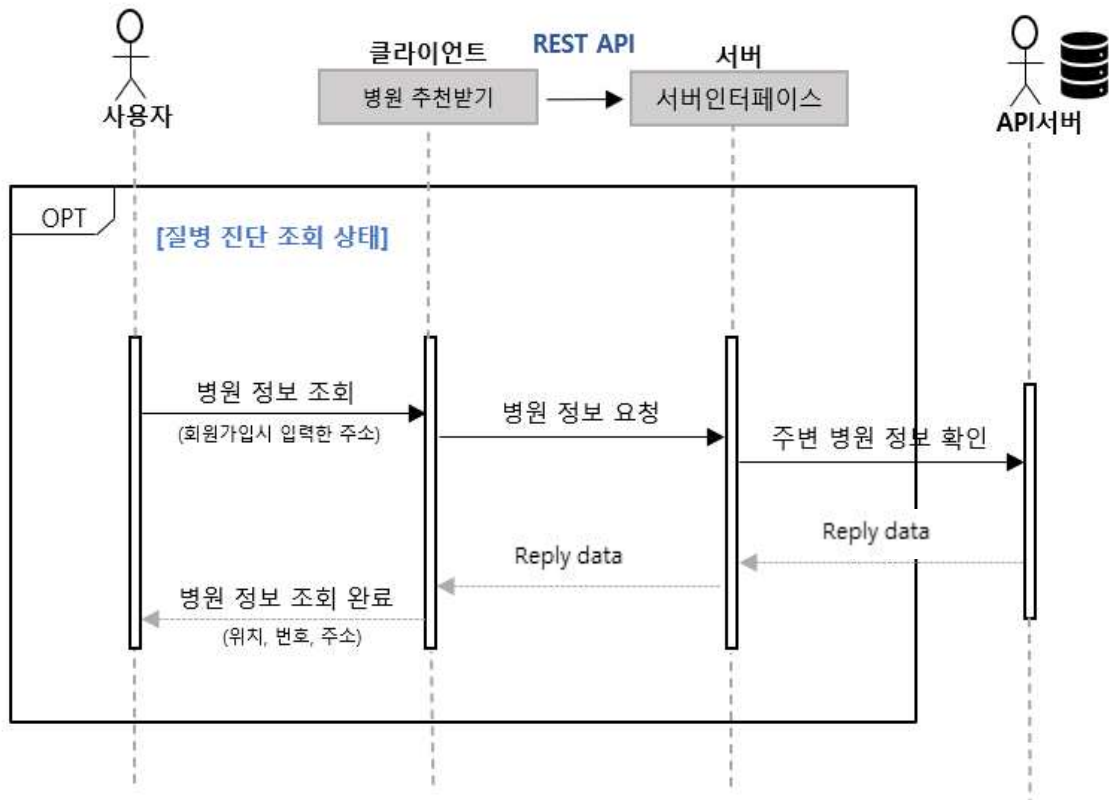 클라이언트
REST API
서버
병원 추천받기
서버인터페이스
사용자
API서버
OPT
[질병 진단 조회 상태]
병원 정보 조회
(회원가입시 입력한 주소)
병원 정보 요청
주변 병원 정보 확인
Reply data
Reply data
병원 정보 조회 완료
(위치, 번호, 주소)